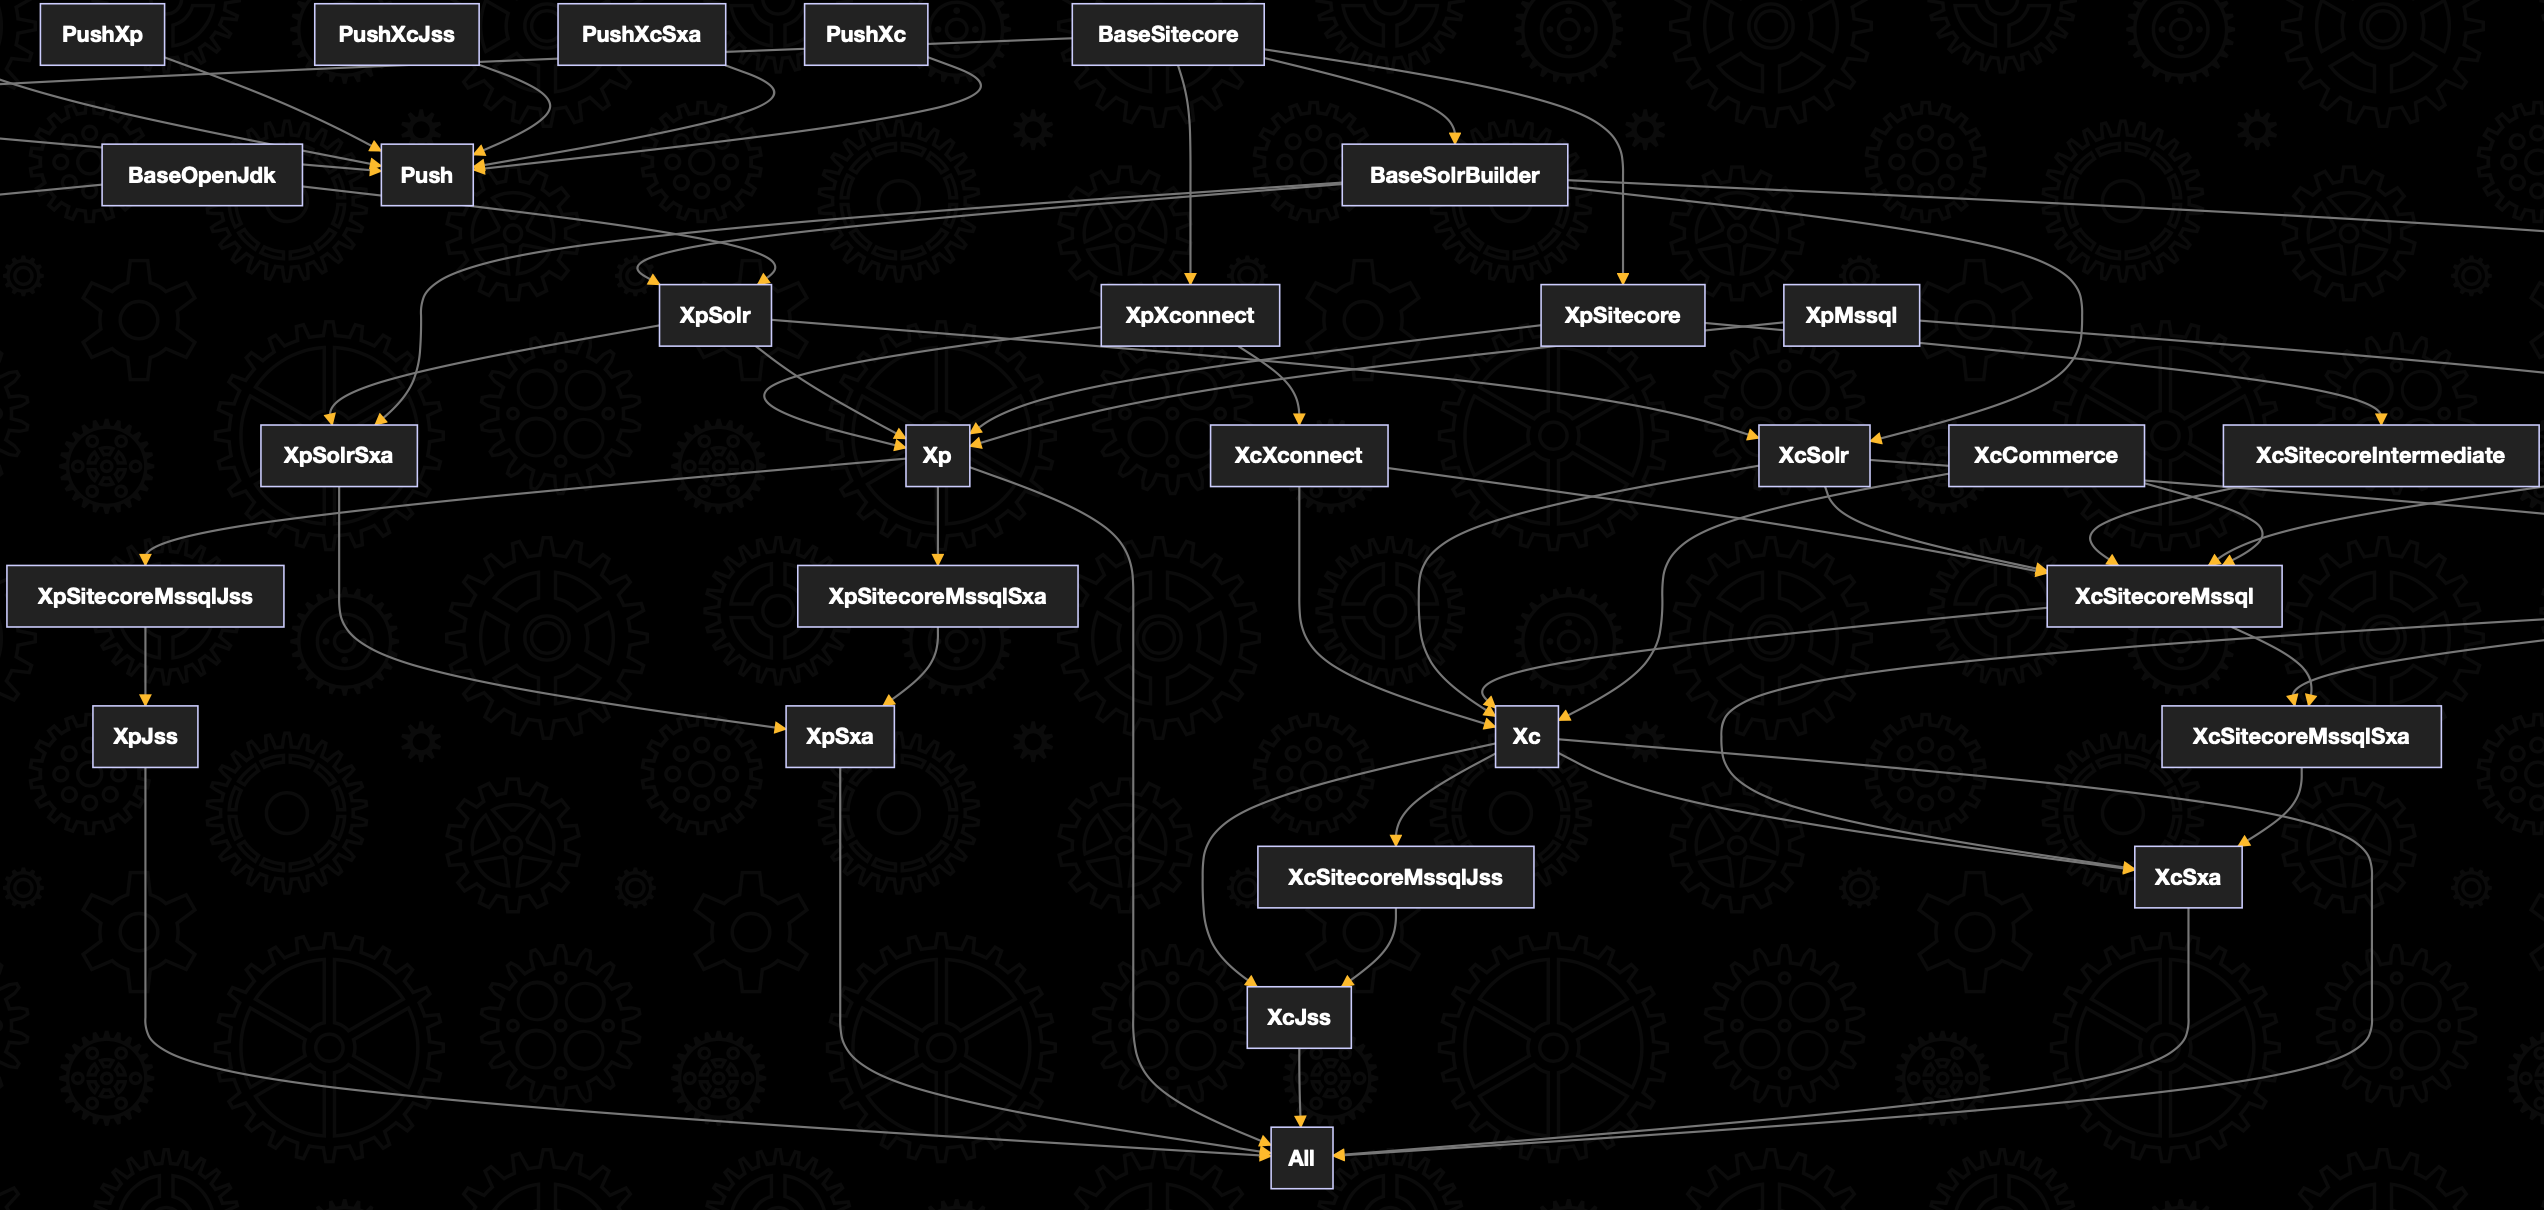 PushXp
PushXcJss
PushXcSxa
PushXc
BaseSitecore
BaseOpenJdk
Push
BaseSolrBuilder
XpSolr
XpXconnect
XpSitecore
XpMssql
XpSolrSxa
Xp
XcXconnect
XcSolr
XcCommerce
XcSitecoreIntermediate
XpSitecoreMssqlJss
XpSitecoreMssqlSxa
XcSitecoreMssql
XpJss
XpSxa
Xc
XcSitecoreMssqlSxa
XcSitecoreMssqlJss
XcSxa
XcJss
All